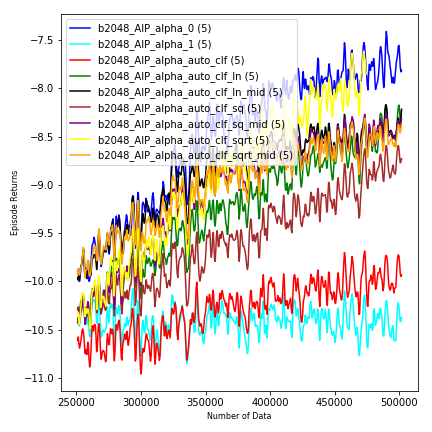 b2048_AIP_alpha_0 (5)
b2048_AIP_alpha_1 (5)
b2048_AIP_alpha_auto_clf (5)
b2048_AIP_alpha_auto_clf_ln (5)
b2048_AIP_alpha_auto_clf_ln_mid (5)
b2048_AIP_alpha_auto_clf_sq (5)
b2048_AIP_alpha_auto_clf_sq_mid (5)
b2048_AIP_alpha_auto_clf_sqrt (5)
b2048_AIP_alpha_auto_clf_sqrt_mid (5)
Episode Returns
−7.5
−8.0
−8.5
−9.0
−9.5
−10.0
−10.5
−11.0
250000 300000 350000 400000 450000 500000
Number of Data